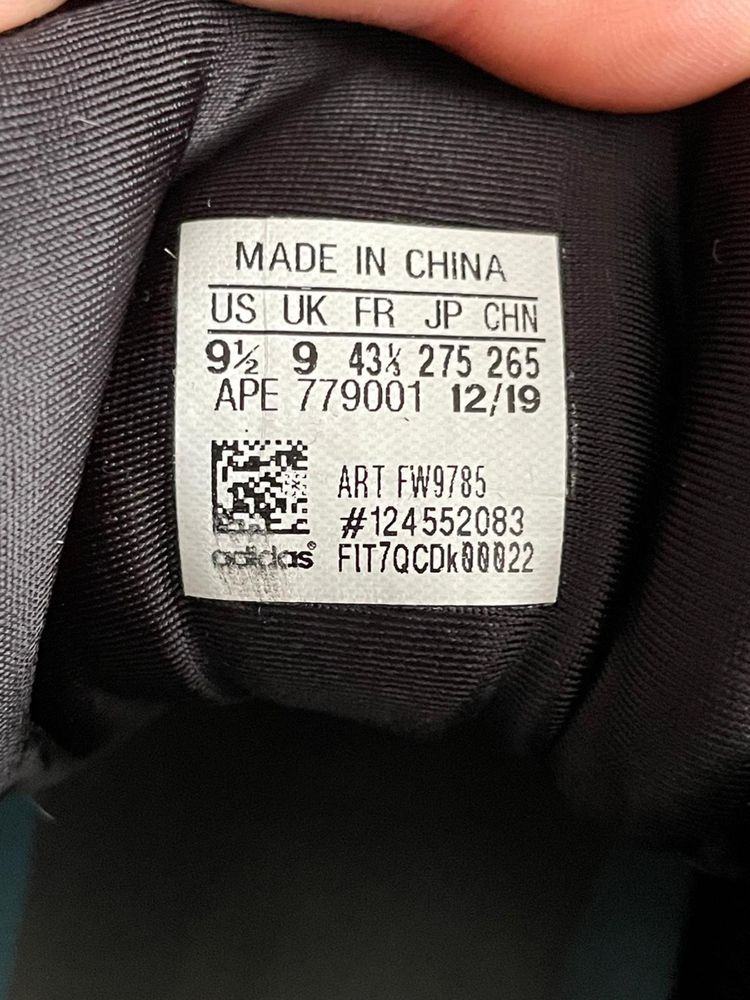 MADE IN CHINA
US UK FR JP CHN
9½ 9 43⅓ 275 265
APE 779001 12/19
ART FW9785
#124552083
adidas® FIT7QCDk00022